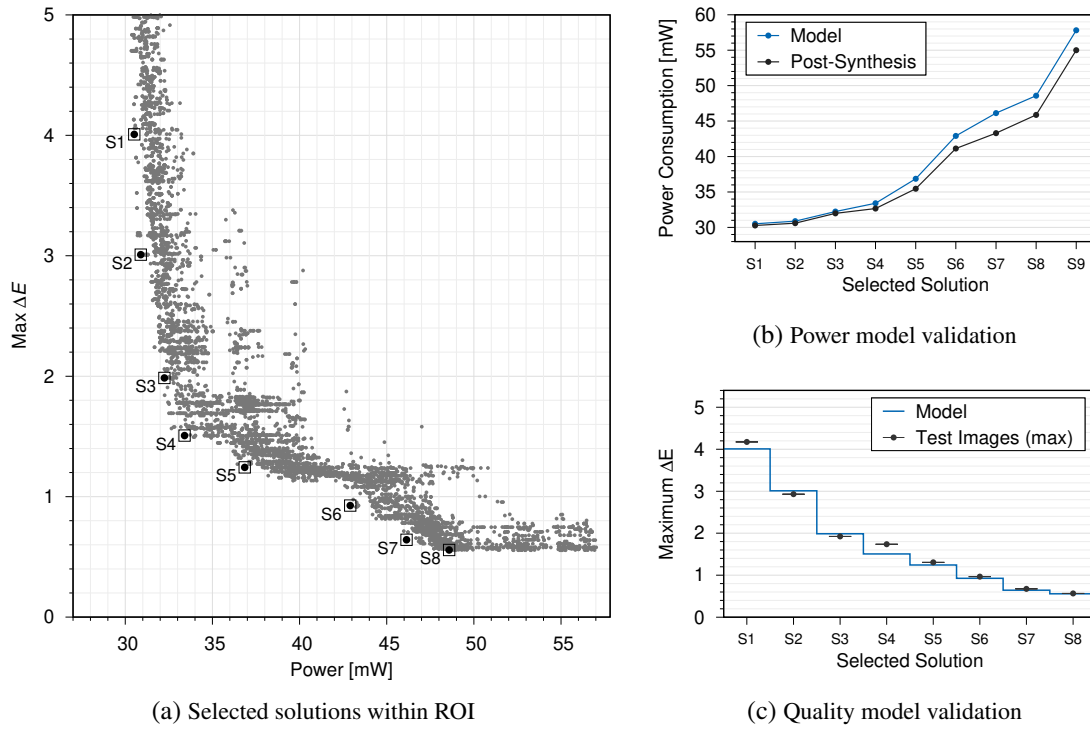 5
4
3
2
1
0
Max ΔE
S1
S2
S3
S4
S5
S6
S7
S8
30 35 40 45 50 55
Power [mW]
(a) Selected solutions within ROI
60
55
50
45
40
35
30
Power Consumption [mW]
Model
Post-Synthesis
S1 S2 S3 S4 S5 S6 S7 S8 S9
Selected Solution
(b) Power model validation
5
4
3
2
1
0
Maximum ΔE
Model
Test Images (max)
S1 S2 S3 S4 S5 S6 S7 S8
Selected Solution
(c) Quality model validation